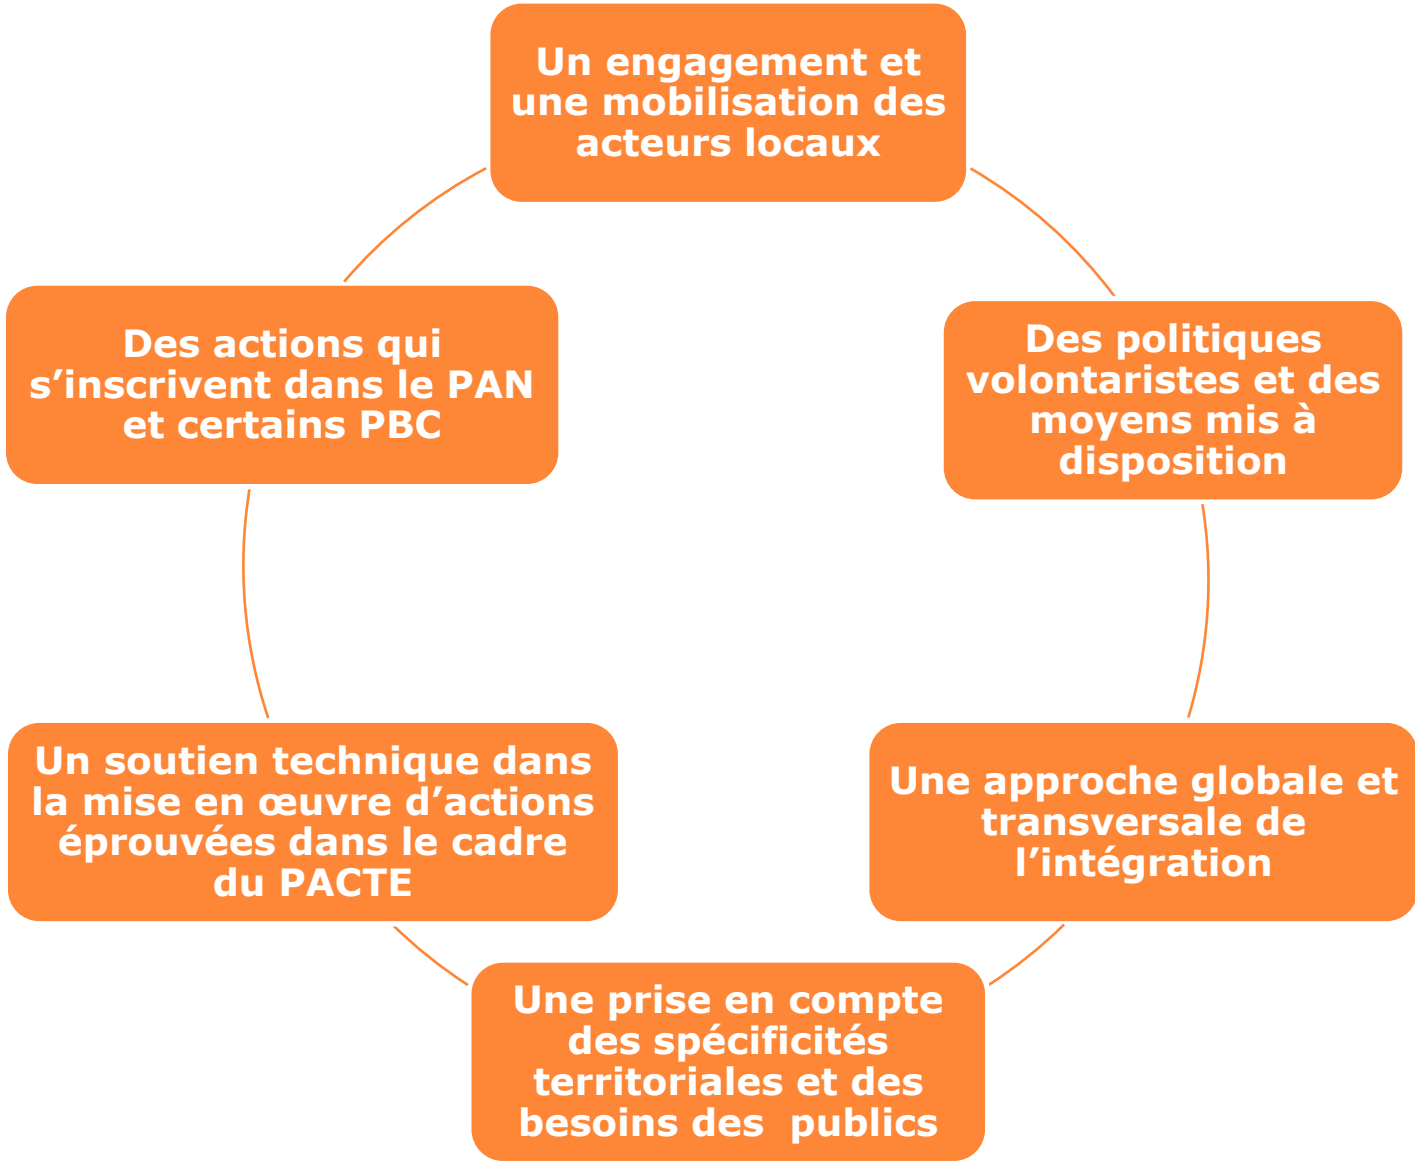 Un engagement et
une mobilisation des
acteurs locaux
Des politiques
volontaristes et des
moyens mis à
disposition
Une approche globale et
transversale de
l’intégration
Une prise en compte
des spécificités
territoriales et des
besoins des  publics
Un soutien technique dans
la mise en œuvre d’actions
éprouvées dans le cadre
du PACTE
Des actions qui
s’inscrivent dans le PAN
et certains PBC